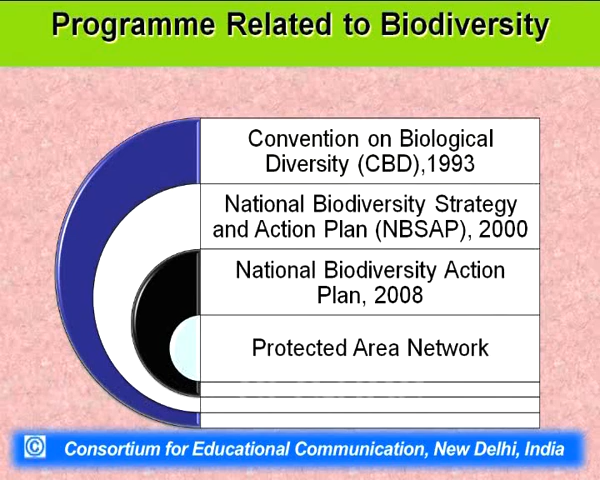 Programme Related to Biodiversity
Convention on Biological
Diversity (CBD),1993
National Biodiversity Strategy
and Action Plan (NBSAP), 2000
National Biodiversity Action
Plan, 2008
Protected Area Network
© Consortium for Educational Communication, New Delhi, India